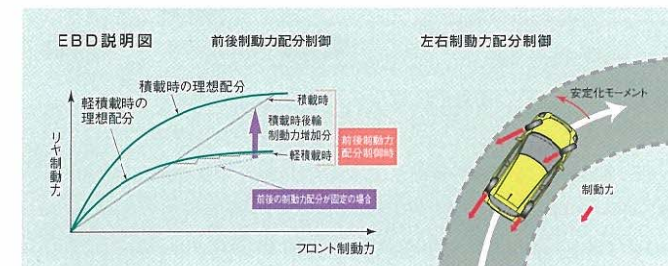 EBD説明図
前後制動力配分制御
左右制動力配分制御
積載時の理想配分
軽積載時の
理想配分
積載時
積載時後輪
制動力増加分
軽積載時
前後制動力
配分制御時
前後の制動力配分が固定の場合
リヤ制動力
フロント制動力
安定化モーメント
制動力